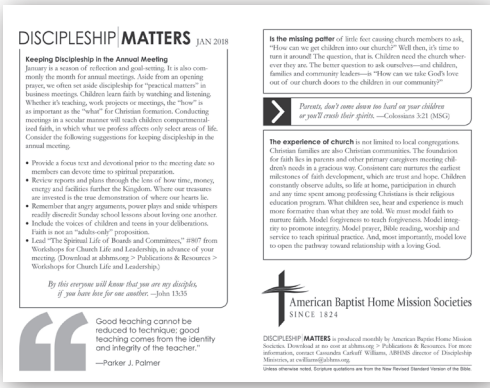 DISCIPLESHIP MATTERS JAN 2018
Keeping Discipleship in the Annual Meeting
January is a season of reflection and goal-setting. It is also com-
monly the month for annual meetings. Aside from an opening
prayer, we often set aside discipleship for "practical matters" in
business meetings. Children learn faith by watching and listening.
Whether it's teaching, work projects or meetings, the "how" is
as important as the "what" for Christian formation. Conducting
meetings in a secular manner will teach children compartmental-
ized faith, in which what we profess affects only select areas of life.
Consider the following suggestions for keeping discipleship in the
annual meeting.
• Provide a focus text and devotional prior to the meeting date so
members can devote time to spiritual preparation.
• Review reports and plans through the lens of how time, money,
energy and facilities further the Kingdom. Where our treasures
are invested is the true demonstration of where our hearts lie.
• Remember that angry arguments, power plays and snide whispers
readily discredit Sunday school lessons about loving one another.
• Include the voices of children and teens in your deliberations.
Faith is not an "adults-only" proposition.
• Lead "The Spiritual Life of Boards and Committees," #807 from
Workshops for Church Life and Leadership, in advance of your
meeting. (Download at abhms.org > Publications & Resources >
Workshops for Church Life and Leadership.)
By this everyone will know that you are my disciples,
if you have love for one another. –John 13:35
Good teaching cannot be
reduced to technique; good
teaching comes from the identity
and integrity of the teacher."
—Parker J. Palmer
Is the missing patter of little feet causing church members to ask,
"How can we get children into our church?" Well then, it's time to
turn it around! The question, that is. Children need the church wher-
ever they are. The better question to ask ourselves—and children,
families and community leaders—is "How can we take God's love
out of our church doors to the children in our community?"
Parents, don't come down too hard on your children
or you'll crush their spirits. —Colossians 3:21 (MSG)
The experience of church is not limited to local congregations.
Christian families are also Christian communities. The foundation
for faith lies in parents and other primary caregivers meeting chil-
dren's needs in a gracious way. Consistent care nurtures the earliest
milestones of faith development, which are trust and hope. Children
constantly observe adults, so life at home, participation in church
and any time spent among professing Christians is their religious
education program. What children see, hear and experience is much
more formative than what they are told. We must model faith to
nurture faith. Model forgiveness to teach forgiveness. Model integ-
rity to promote integrity. Model prayer, Bible reading, worship and
service to teach spiritual practice. And, most importantly, model love
to open the pathway toward relationship with a loving God.
American Baptist Home Mission Societies
SINCE 1824
DISCIPLESHIP MATTERS is produced monthly by American Baptist Home Mission
Societies. Download at no cost at abhms.org > Publications & Resources. For more
information, contact Cassandra Carkuff Williams, ABHMS director of Discipleship
Ministries, at cwilliams@abhms.org.
Unless otherwise noted, Scripture quotations are from the New Revised Standard Version of the Bible.